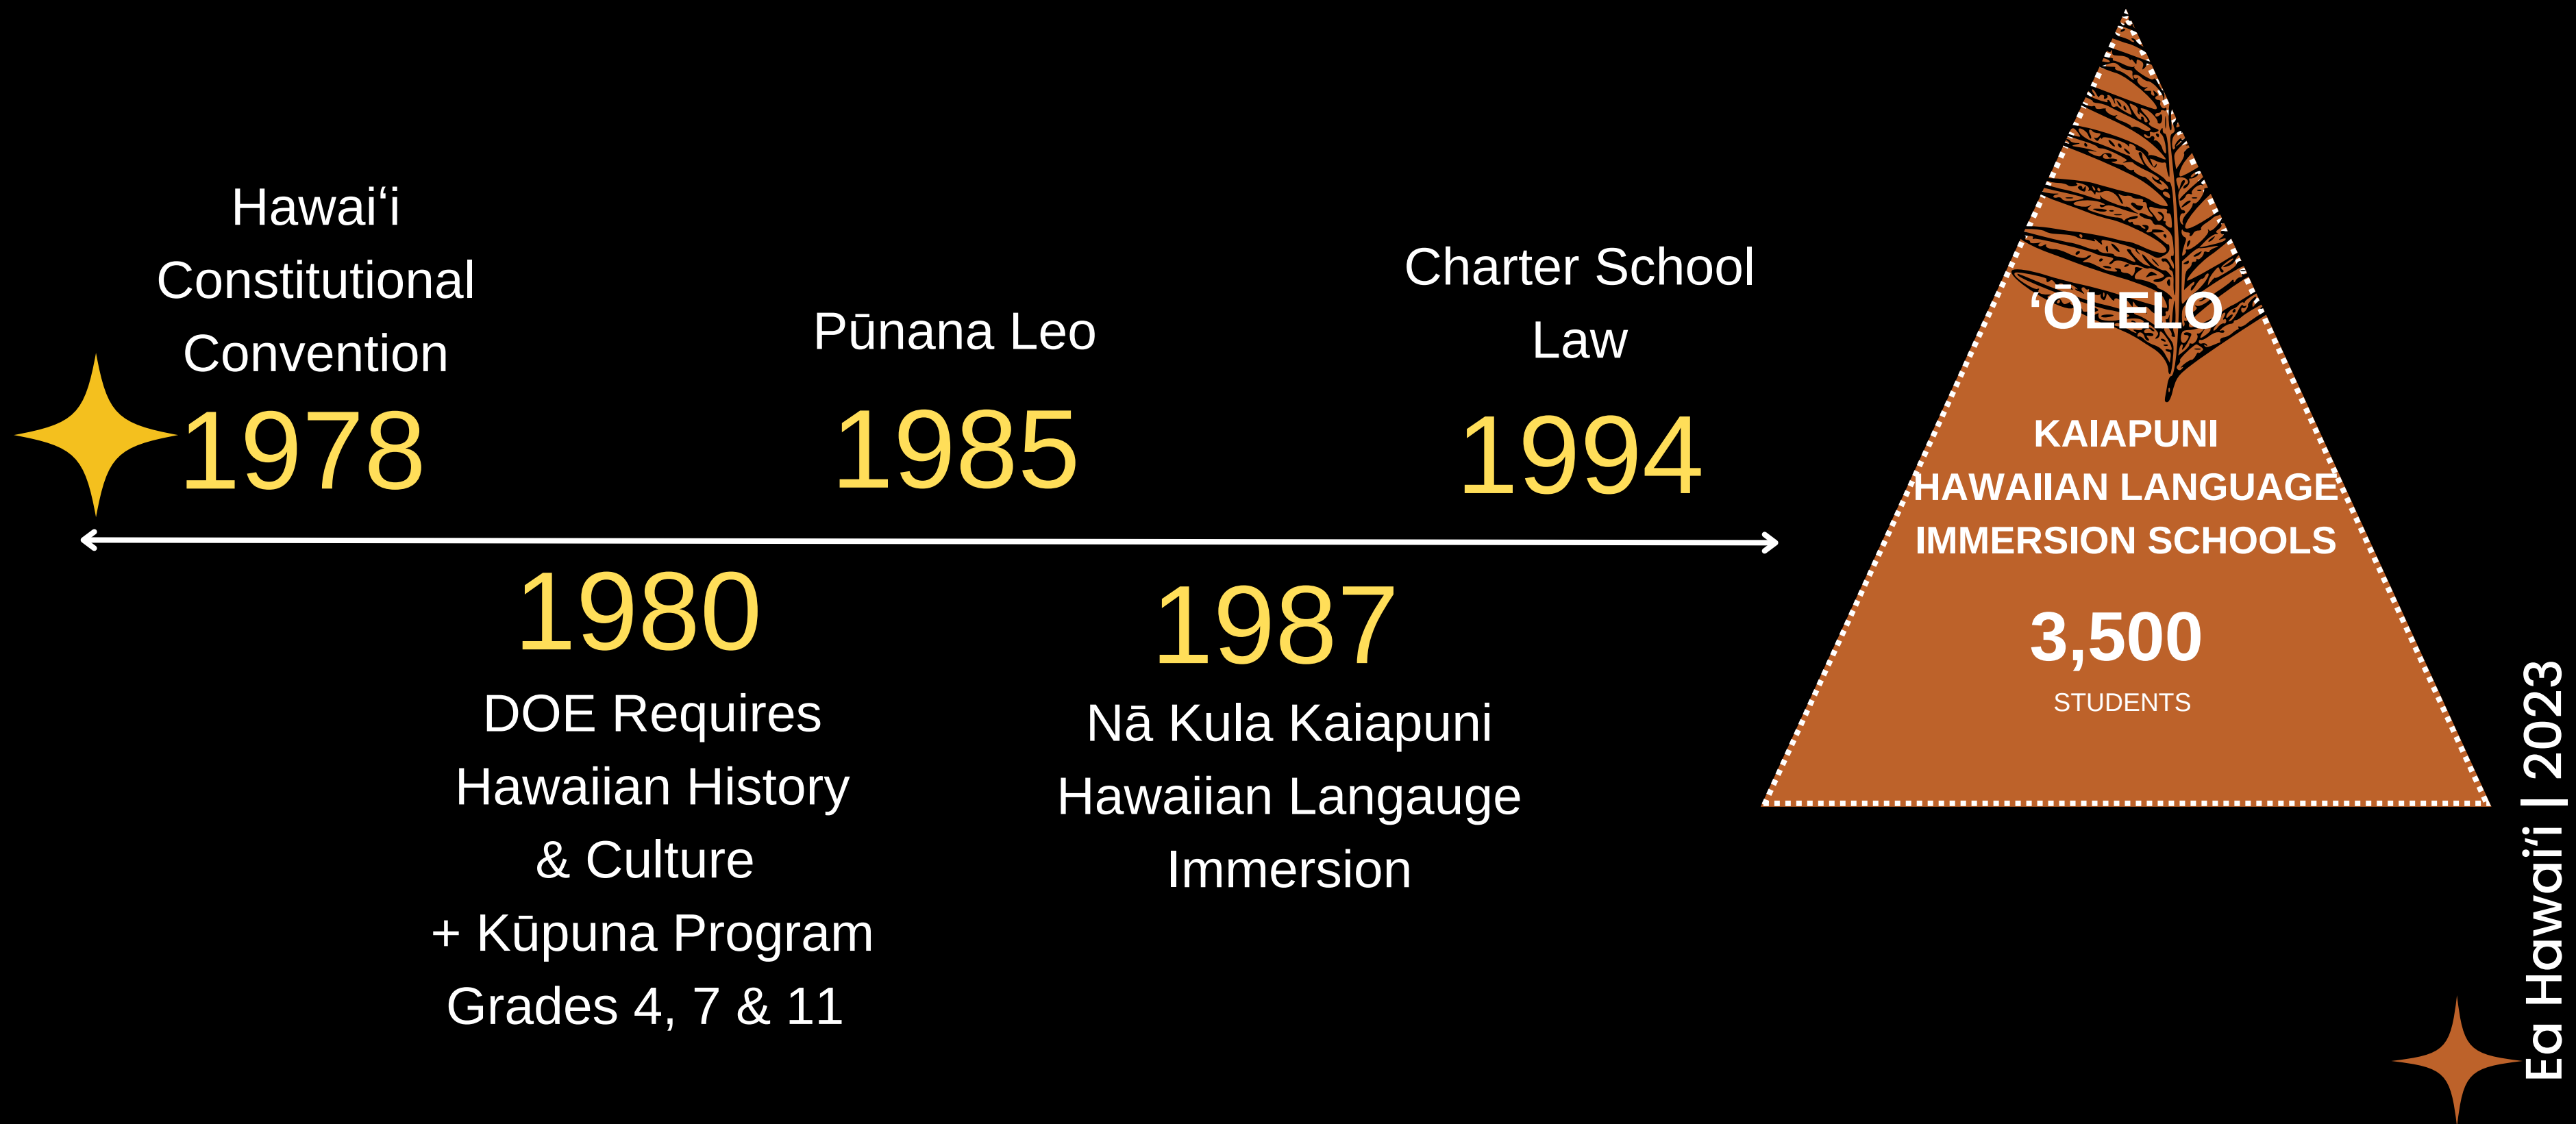 Hawaiʻi
Constitutional
Convention
1978
1980
DOE Requires
Hawaiian History
& Culture
+ Kūpuna Program
Grades 4, 7 & 11
Pūnana Leo
1985
1987
Nā Kula Kaiapuni
Hawaiian Langauge
Immersion
Charter School
Law
1994
ʻŌLELO
KAIAPUNI
HAWAIIAN LANGUAGE
IMMERSION SCHOOLS
3,500
STUDENTS
Ea Hawaiʻi | 2023